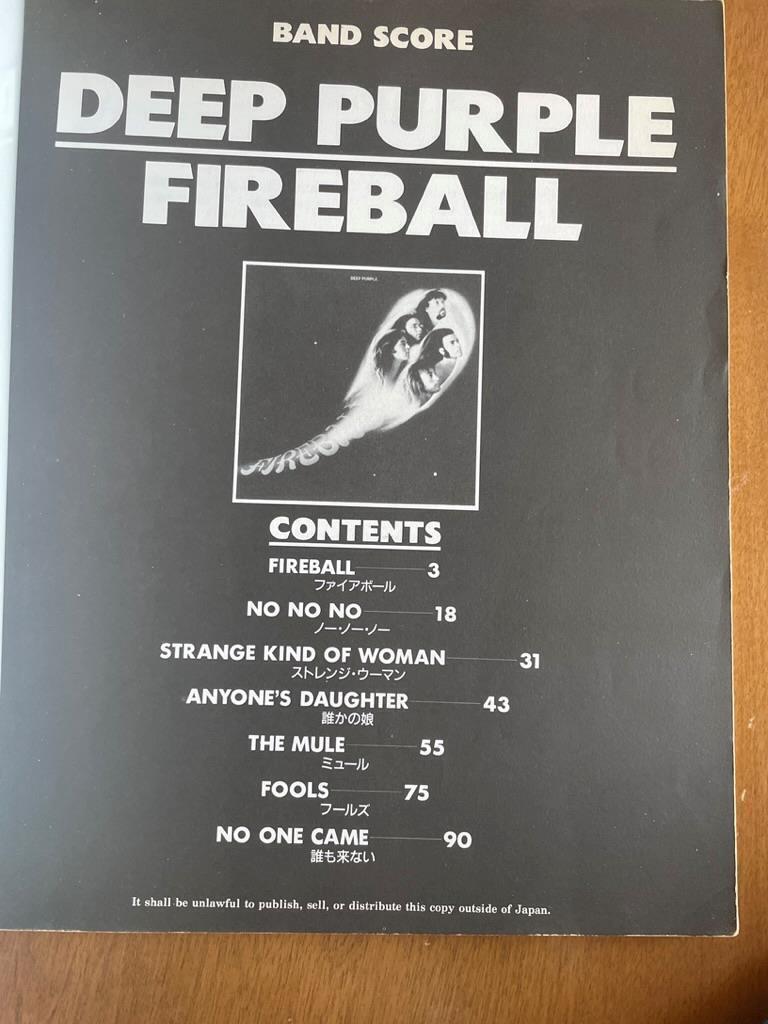 BAND SCORE
DEEP PURPLE
FIREBALL
DEEP PURPLE
FIREBALL
CONTENTS
FIREBALL 3
ファイアボール
NO NO NO 18
ノー・ノー・ノー
STRANGE KIND OF WOMAN 31
ストレンジ・ウーマン
ANYONE'S DAUGHTER 43
誰かの娘
THE MULE 55
ミュール
FOOLS 75
フールズ
NO ONE CAME 90
誰も来ない
It shall be unlawful to publish, sell, or distribute this copy outside of Japan.